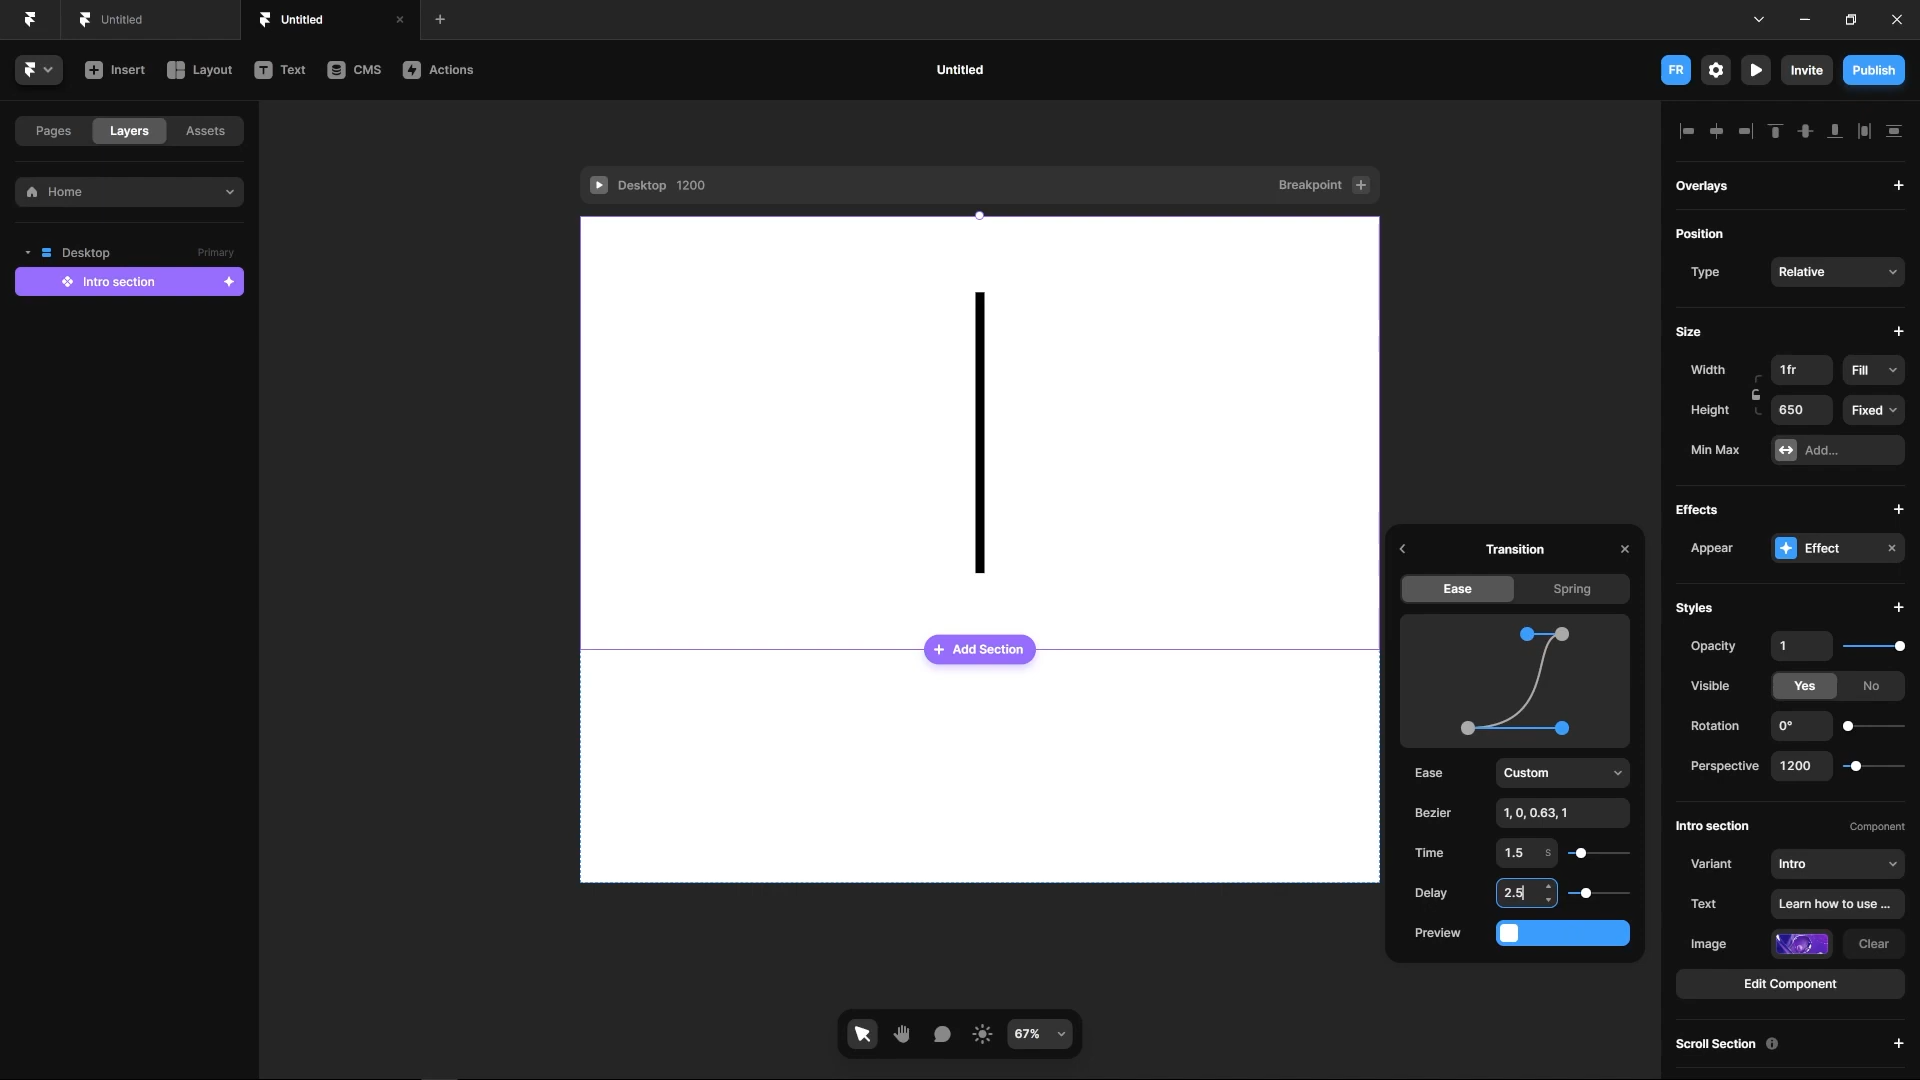 Untitled
Untitled
Insert
Layout
Text
CMS
Actions
Untitled
FR
Invite
Publish
Pages
Layers
Assets
Home
Desktop
Primary
Intro section
Desktop 1200
Breakpoint
Add Section
Transition
Ease
Spring
Ease
Custom
Bezier
1, 0, 0.63, 1
Time
1.5 S
Delay
2.5
Preview
67%
Overlays
Position
Type
Relative
Size
Width
1fr
Fill
Height
650
Fixed
Min Max
Add...
Effects
Appear
Effect
Styles
Opacity
1
Visible
Yes
No
Rotation
0°
Perspective
1200
Intro section
Component
Variant
Intro
Text
Learn how to use ...
Image
Clear
Edit Component
Scroll Section